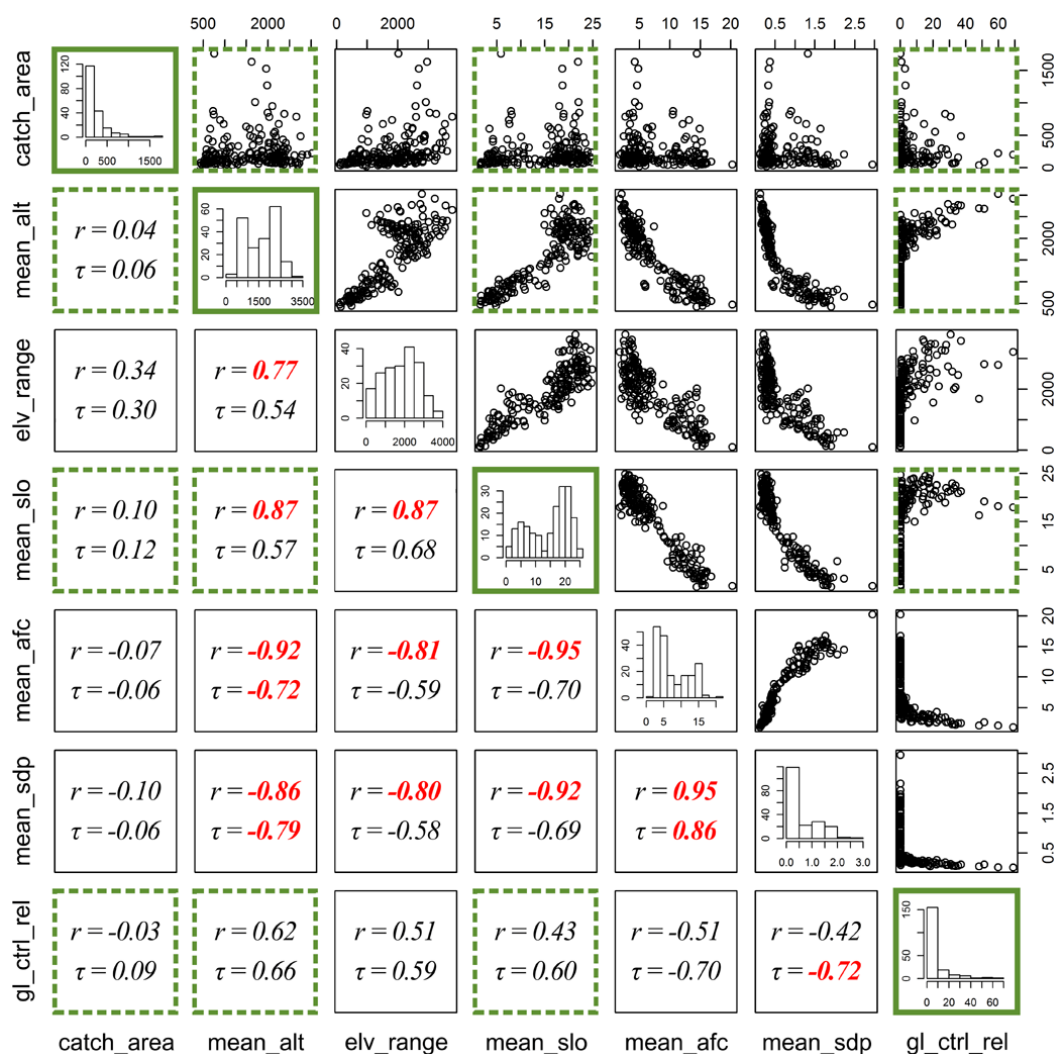 500 2000 0 2000 5 15 25 0 5 10 20 0.5 1.5 2.5 0 20 40 60
catch_area
0 40 80 120
0 500 1500
0 500 1500
mean_alt
r = 0.04
τ = 0.06
0 20 40 60
0 1500 3500
500 2000
elv_range
r = 0.34
τ = 0.30
r = 0.77
τ = 0.54
0 10 20 30 40
0 2000 4000
0 2000
mean_slo
r = 0.10
τ = 0.12
r = 0.87
τ = 0.57
r = 0.87
τ = 0.68
0 5 10 20 30
0 10 20
5 15 25
mean_afc
r = -0.07
τ = -0.06
r = -0.92
τ = -0.72
r = -0.81
τ = -0.59
r = -0.95
τ = -0.70
0 20 40
0 5 15
5 10 15 20
mean_sdp
r = -0.10
τ = -0.06
r = -0.86
τ = -0.79
r = -0.80
τ = -0.58
r = -0.92
τ = -0.69
r = 0.95
τ = 0.86
0 40 80
0.0 1.0 2.0 3.0
0.5 1.5 2.5
gl_ctrl_rel
r = -0.03
τ = 0.09
r = 0.62
τ = 0.66
r = 0.51
τ = 0.59
r = 0.43
τ = 0.60
r = -0.51
τ = -0.70
r = -0.42
τ = -0.72
0 50 100 150
0 20 40 60
catch_area mean_alt elv_range mean_slo mean_afc mean_sdp gl_ctrl_rel